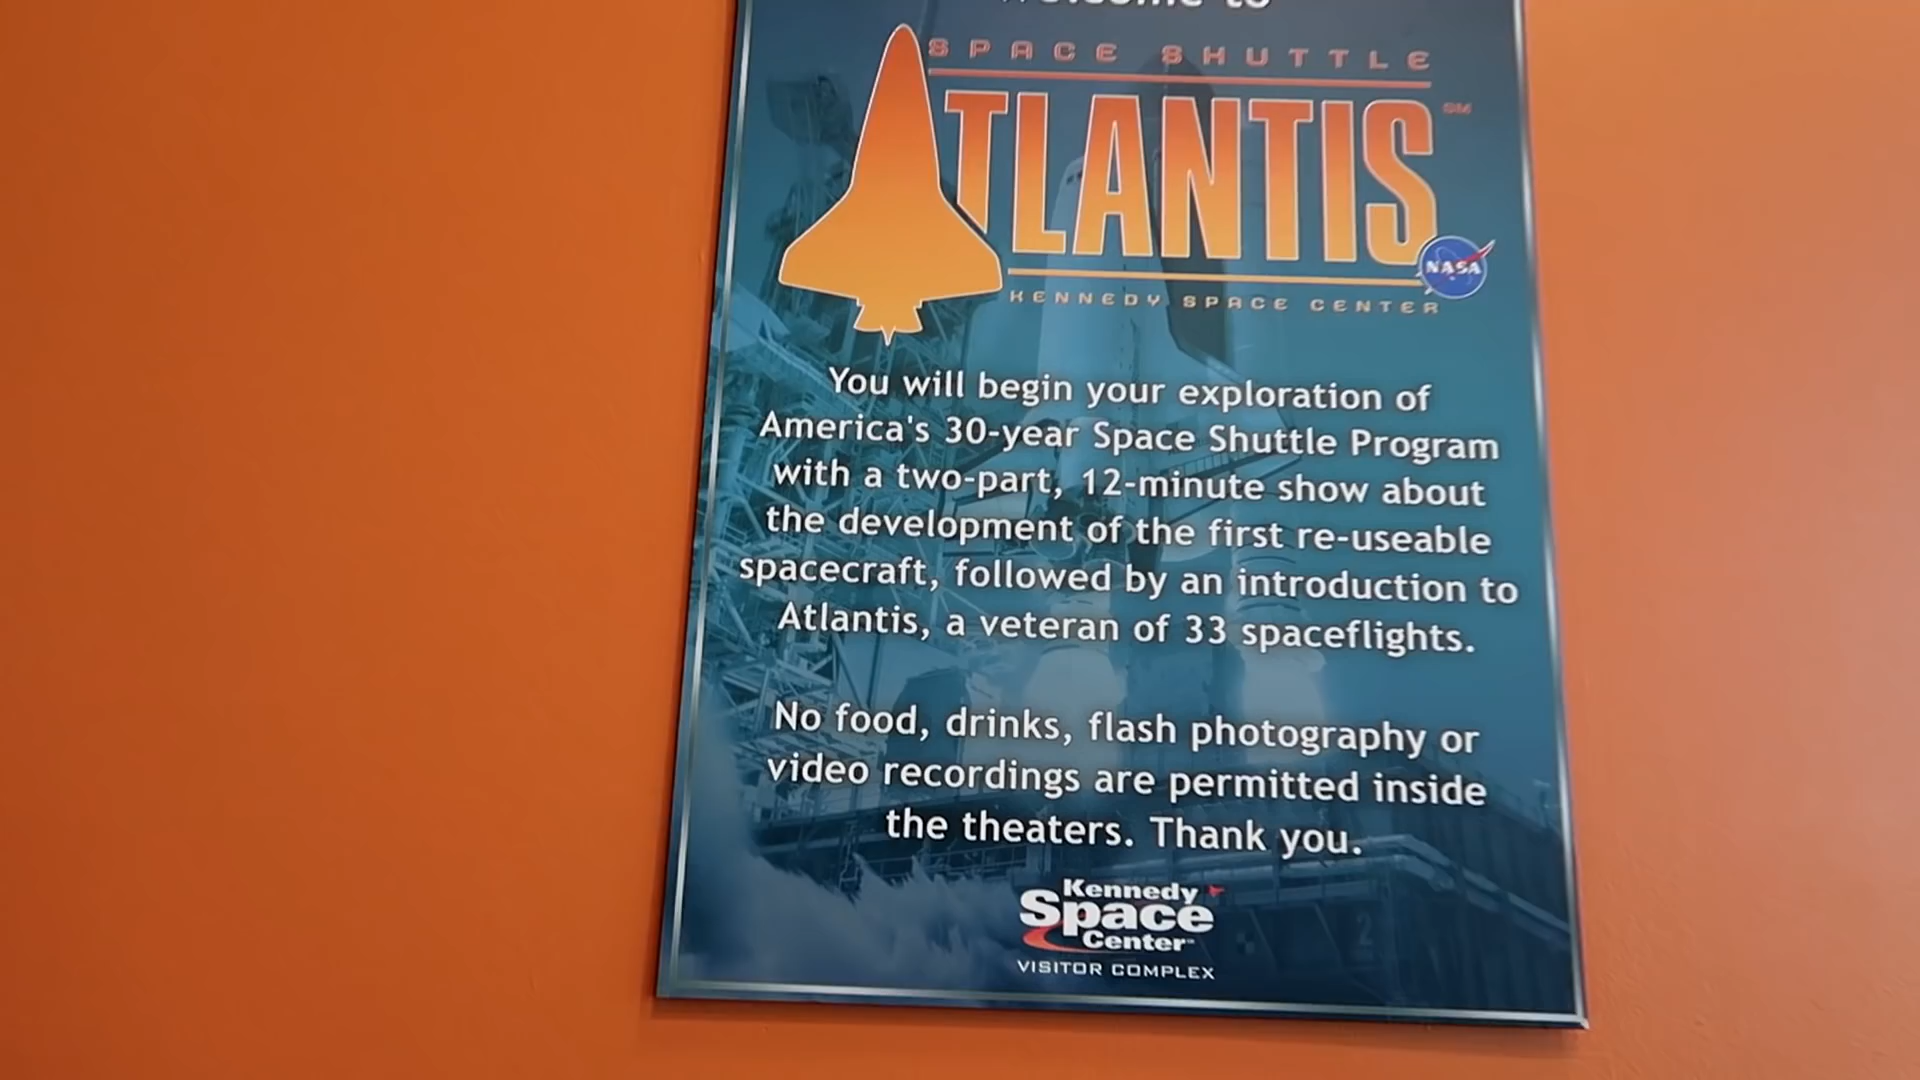 Welcome to
SPACE SHUTTLE
ATLANTIS SM
NASA
KENNEDY SPACE CENTER
You will begin your exploration of
America's 30-year Space Shuttle Program
with a two-part, 12-minute show about
the development of the first re-useable
spacecraft, followed by an introduction to
Atlantis, a veteran of 33 spaceflights.
No food, drinks, flash photography or
video recordings are permitted inside
the theaters. Thank you.
Kennedy
Space
Center
VISITOR COMPLEX